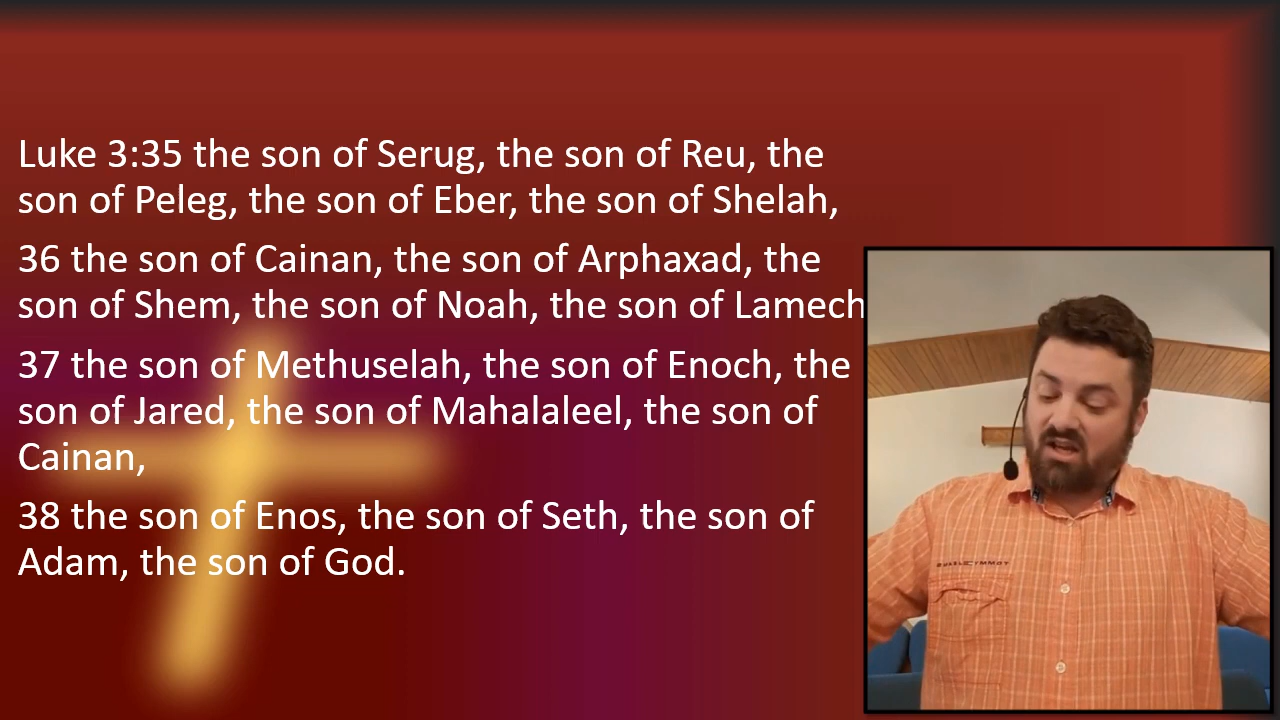 Luke 3:35 the son of Serug, the son of Reu, the
son of Peleg, the son of Eber, the son of Shelah,
36 the son of Cainan, the son of Arphaxad, the
son of Shem, the son of Noah, the son of Lamech
37 the son of Methuselah, the son of Enoch, the
son of Jared, the son of Mahalaleel, the son of
Cainan,
38 the son of Enos, the son of Seth, the son of
Adam, the son of God.